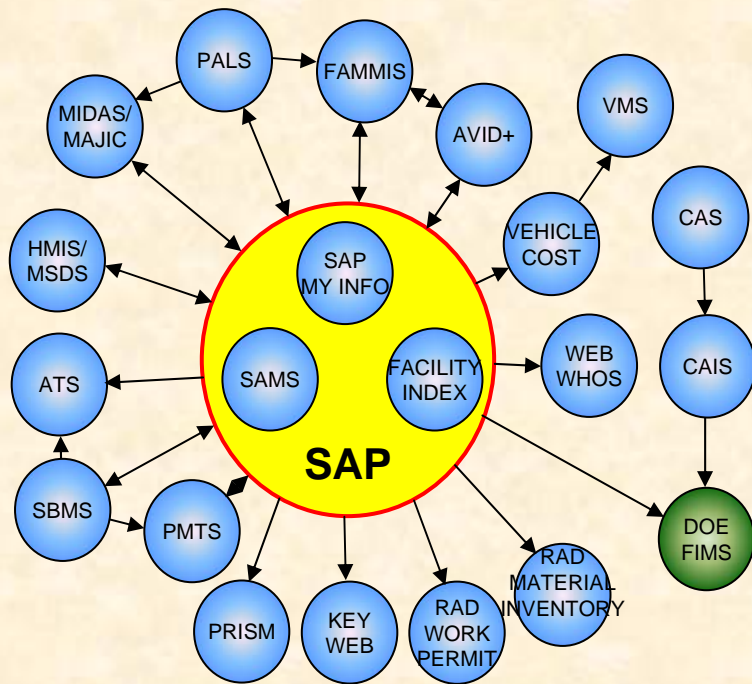 PALS
FAMMIS
VMS
MIDAS/
MAJIC
AVID+
CAS
HMIS/
MSDS
SAP
MY INFO
VEHICLE
COST
ATS
SAMS
FACILITY
INDEX
WEB
WHOS
CAIS
SAP
SBMS
PMTS
DOE
FIMS
PRISM
KEY
WEB
RAD
WORK
PERMIT
RAD
MATERIAL
INVENTORY